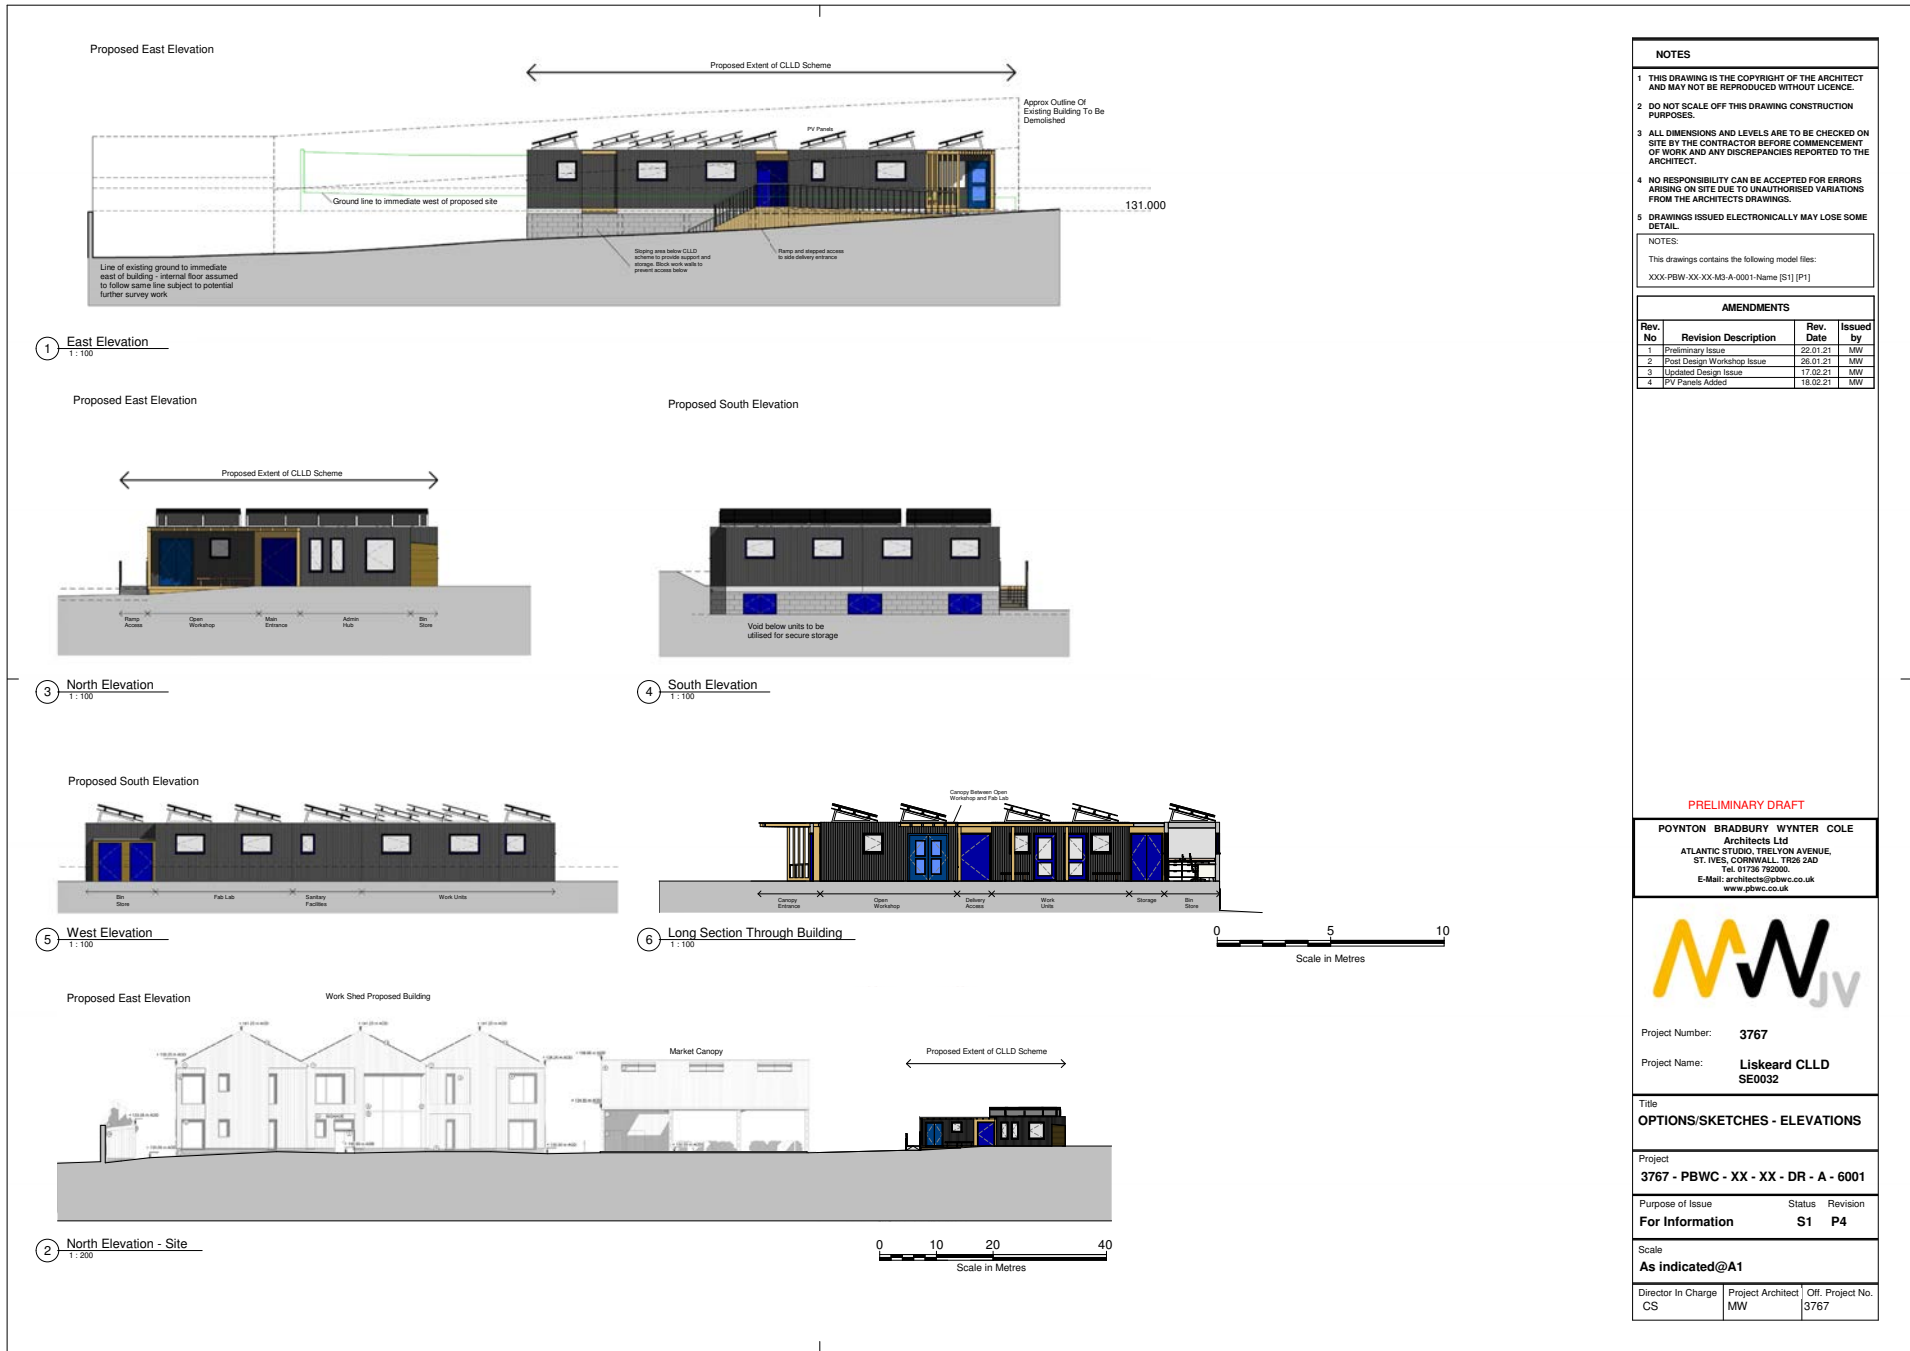 Proposed East Elevation
Proposed Extent of CLLD Scheme
Approx Outline Of
Existing Building To Be
Demolished
PV Panels
Ground line to immediate west of proposed site
131.000
Line of existing ground to immediate
east of building - internal floor assumed
to follow same line subject to potential
further survey work
Sloping area below CLLD
scheme to provide support and
storage. Block work walls to
prevent access below
Ramp and stepped access
to side delivery entrance
1
East Elevation
1 : 100
Proposed East Elevation
Proposed Extent of CLLD Scheme
Ramp
Access
Open
Workshop
Main
Entrance
Admin
Hub
Bin
Store
3
North Elevation
1 : 100
Proposed South Elevation
Void below units to be
utilised for secure storage
4
South Elevation
1 : 100
Proposed South Elevation
Bin
Store
Fab Lab
Sanitary
Facilities
Work Units
5
West Elevation
1 : 100
Canopy Between Open
Workshop and Fab Lab
Canopy
Entrance
Open
Workshop
Delivery
Access
Work
Units
Storage
Bin
Store
6
Long Section Through Building
1 : 100
0 5 10
Scale in Metres
Proposed East Elevation
Work Shed Proposed Building
Market Canopy
Proposed Extent of CLLD Scheme
2
North Elevation - Site
1 : 200
0 10 20 40
Scale in Metres
NOTES
1 THIS DRAWING IS THE COPYRIGHT OF THE ARCHITECT
AND MAY NOT BE REPRODUCED WITHOUT LICENCE.
2 DO NOT SCALE OFF THIS DRAWING CONSTRUCTION
PURPOSES.
3 ALL DIMENSIONS AND LEVELS ARE TO BE CHECKED ON
SITE BY THE CONTRACTOR BEFORE COMMENCEMENT
OF WORK AND ANY DISCREPANCIES REPORTED TO THE
ARCHITECT.
4 NO RESPONSIBILITY CAN BE ACCEPTED FOR ERRORS
ARISING ON SITE DUE TO UNAUTHORISED VARIATIONS
FROM THE ARCHITECTS DRAWINGS.
5 DRAWINGS ISSUED ELECTRONICALLY MAY LOSE SOME
DETAIL.
NOTES:
This drawings contains the following model files:
XXX-PBW-XX-XX-M3-A-0001-Name [S1] [P1]
AMENDMENTS
Rev. No Revision Description Rev. Date Issued by
1 Preliminary Issue 22.01.21 MW
2 Post Design Workshop Issue 26.01.21 MW
3 Updated Design Issue 17.02.21 MW
4 PV Panels Added 18.02.21 MW
PRELIMINARY DRAFT
POYNTON BRADBURY WYNTER COLE
Architects Ltd
ATLANTIC STUDIO, TRELYON AVENUE,
ST. IVES, CORNWALL. TR26 2AD
Tel. 01736 792000.
E-Mail: architects@pbwc.co.uk
www.pbwc.co.uk
MWJV
Project Number: 3767
Project Name: Liskeard CLLD
SE0032
Title
OPTIONS/SKETCHES - ELEVATIONS
Project
3767 - PBWC - XX - XX - DR - A - 6001
Purpose of Issue Status Revision
For Information S1 P4
Scale
As indicated@A1
Director In Charge Project Architect Off. Project No.
CS MW 3767